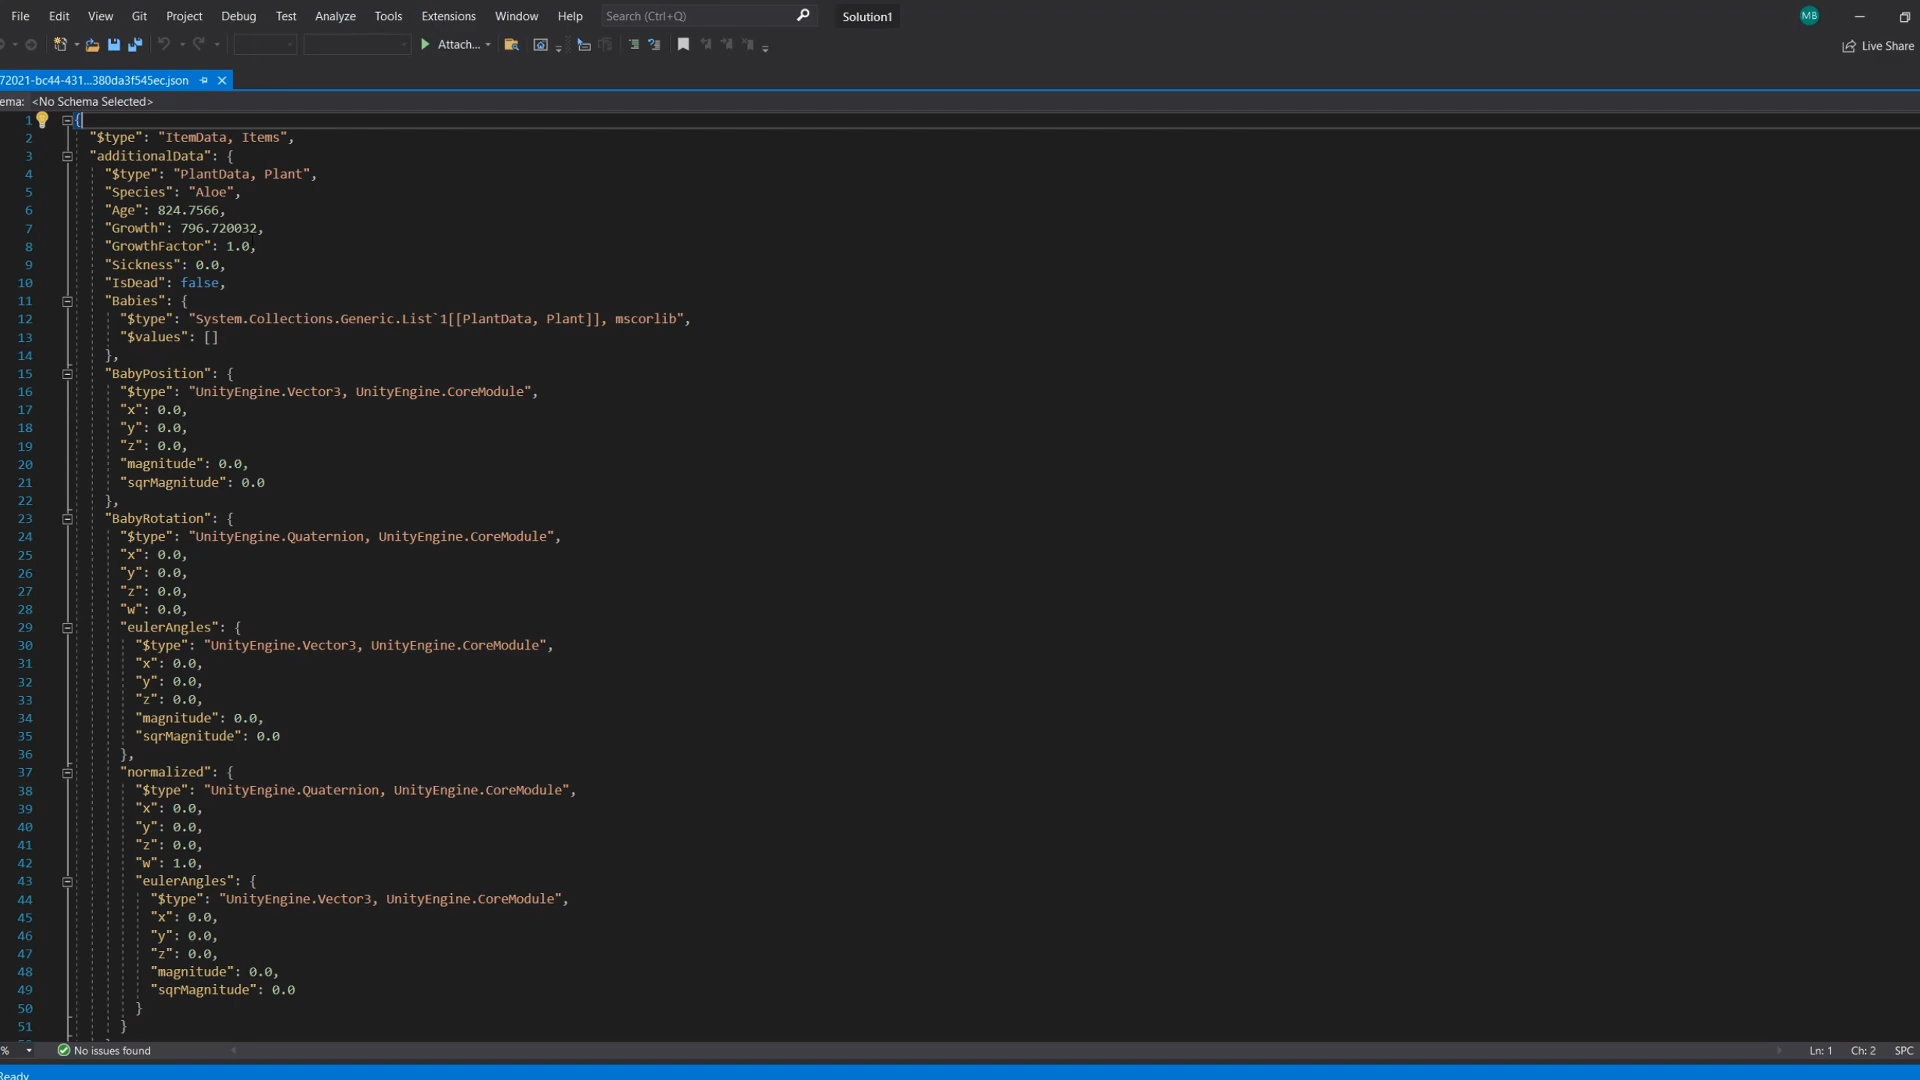 File Edit View Git Project Debug Test Analyze Tools Extensions Window Help Search (Ctrl+Q) Solution1 MB
Attach... Live Share
72021-bc44-431...380da3f545ec.json
ema: <No Schema Selected>
1 {
2 "$type": "ItemData, Items",
3 "additionalData": {
4 "$type": "PlantData, Plant",
5 "Species": "Aloe",
6 "Age": 824.7566,
7 "Growth": 796.720032,
8 "GrowthFactor": 1.0,
9 "Sickness": 0.0,
10 "IsDead": false,
11 "Babies": {
12 "$type": "System.Collections.Generic.List`1[[PlantData, Plant]], mscorlib",
13 "$values": []
14 },
15 "BabyPosition": {
16 "$type": "UnityEngine.Vector3, UnityEngine.CoreModule",
17 "x": 0.0,
18 "y": 0.0,
19 "z": 0.0,
20 "magnitude": 0.0,
21 "sqrMagnitude": 0.0
22 },
23 "BabyRotation": {
24 "$type": "UnityEngine.Quaternion, UnityEngine.CoreModule",
25 "x": 0.0,
26 "y": 0.0,
27 "z": 0.0,
28 "w": 0.0,
29 "eulerAngles": {
30 "$type": "UnityEngine.Vector3, UnityEngine.CoreModule",
31 "x": 0.0,
32 "y": 0.0,
33 "z": 0.0,
34 "magnitude": 0.0,
35 "sqrMagnitude": 0.0
36 },
37 "normalized": {
38 "$type": "UnityEngine.Quaternion, UnityEngine.CoreModule",
39 "x": 0.0,
40 "y": 0.0,
41 "z": 0.0,
42 "w": 1.0,
43 "eulerAngles": {
44 "$type": "UnityEngine.Vector3, UnityEngine.CoreModule",
45 "x": 0.0,
46 "y": 0.0,
47 "z": 0.0,
48 "magnitude": 0.0,
49 "sqrMagnitude": 0.0
50 }
51 }
% No issues found Ln: 1 Ch: 2 SPC
Ready